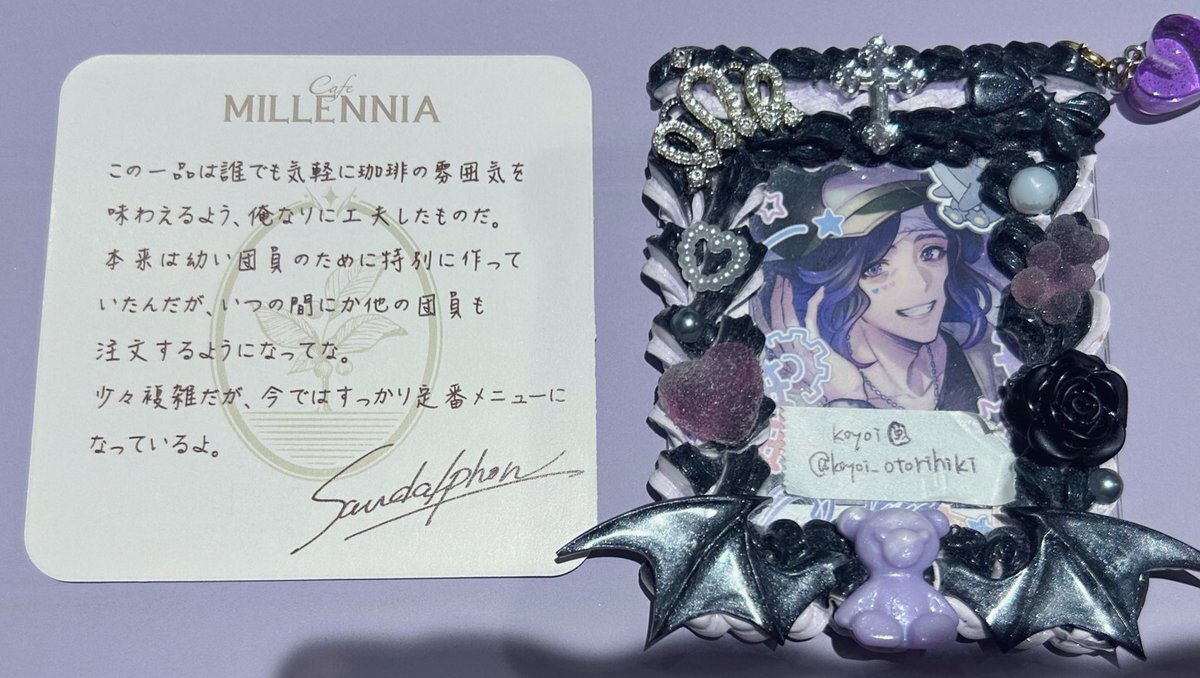 Cafe
MILLENNIA
この一品は誰でも気軽に珈琲の雰囲気を
味わえるよう、俺なりに工夫したものだ。
本来は幼い団員のために特別に作って
いたんだが、いつの間にか他の団員も
注文するようになってな。
少々複雑だが、今ではすっかり定番メニューに
なっているよ。
Sandalphon
koyoi
@koyoi_otorihiki